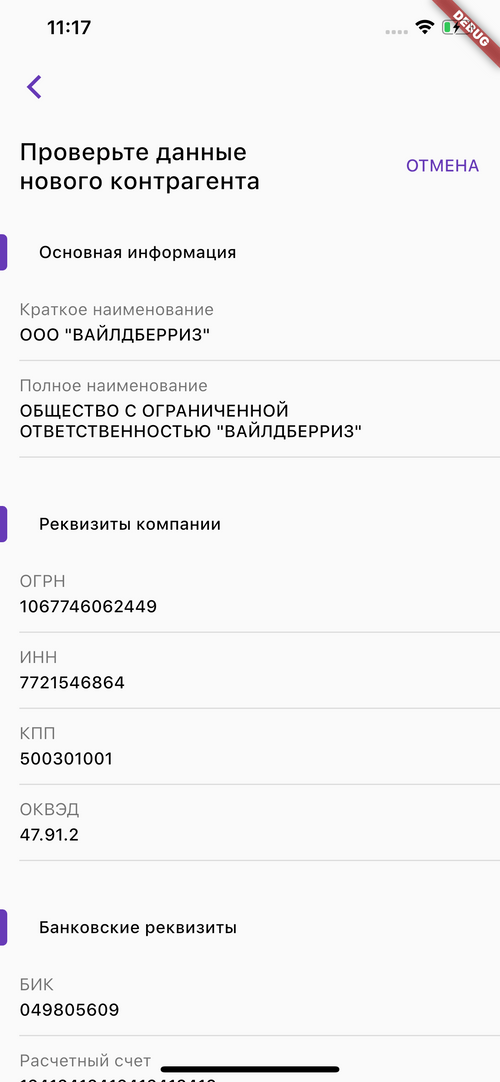 11:17
DEBUG
Проверьте данные
нового контрагента
ОТМЕНА
Основная информация
Краткое наименование
ООО "ВАЙЛДБЕРРИЗ"
Полное наименование
ОБЩЕСТВО С ОГРАНИЧЕННОЙ
ОТВЕТСТВЕННОСТЬЮ "ВАЙЛДБЕРРИЗ"
Реквизиты компании
ОГРН
1067746062449
ИНН
7721546864
КПП
500301001
ОКВЭД
47.91.2
Банковские реквизиты
БИК
049805609
Расчетный счет